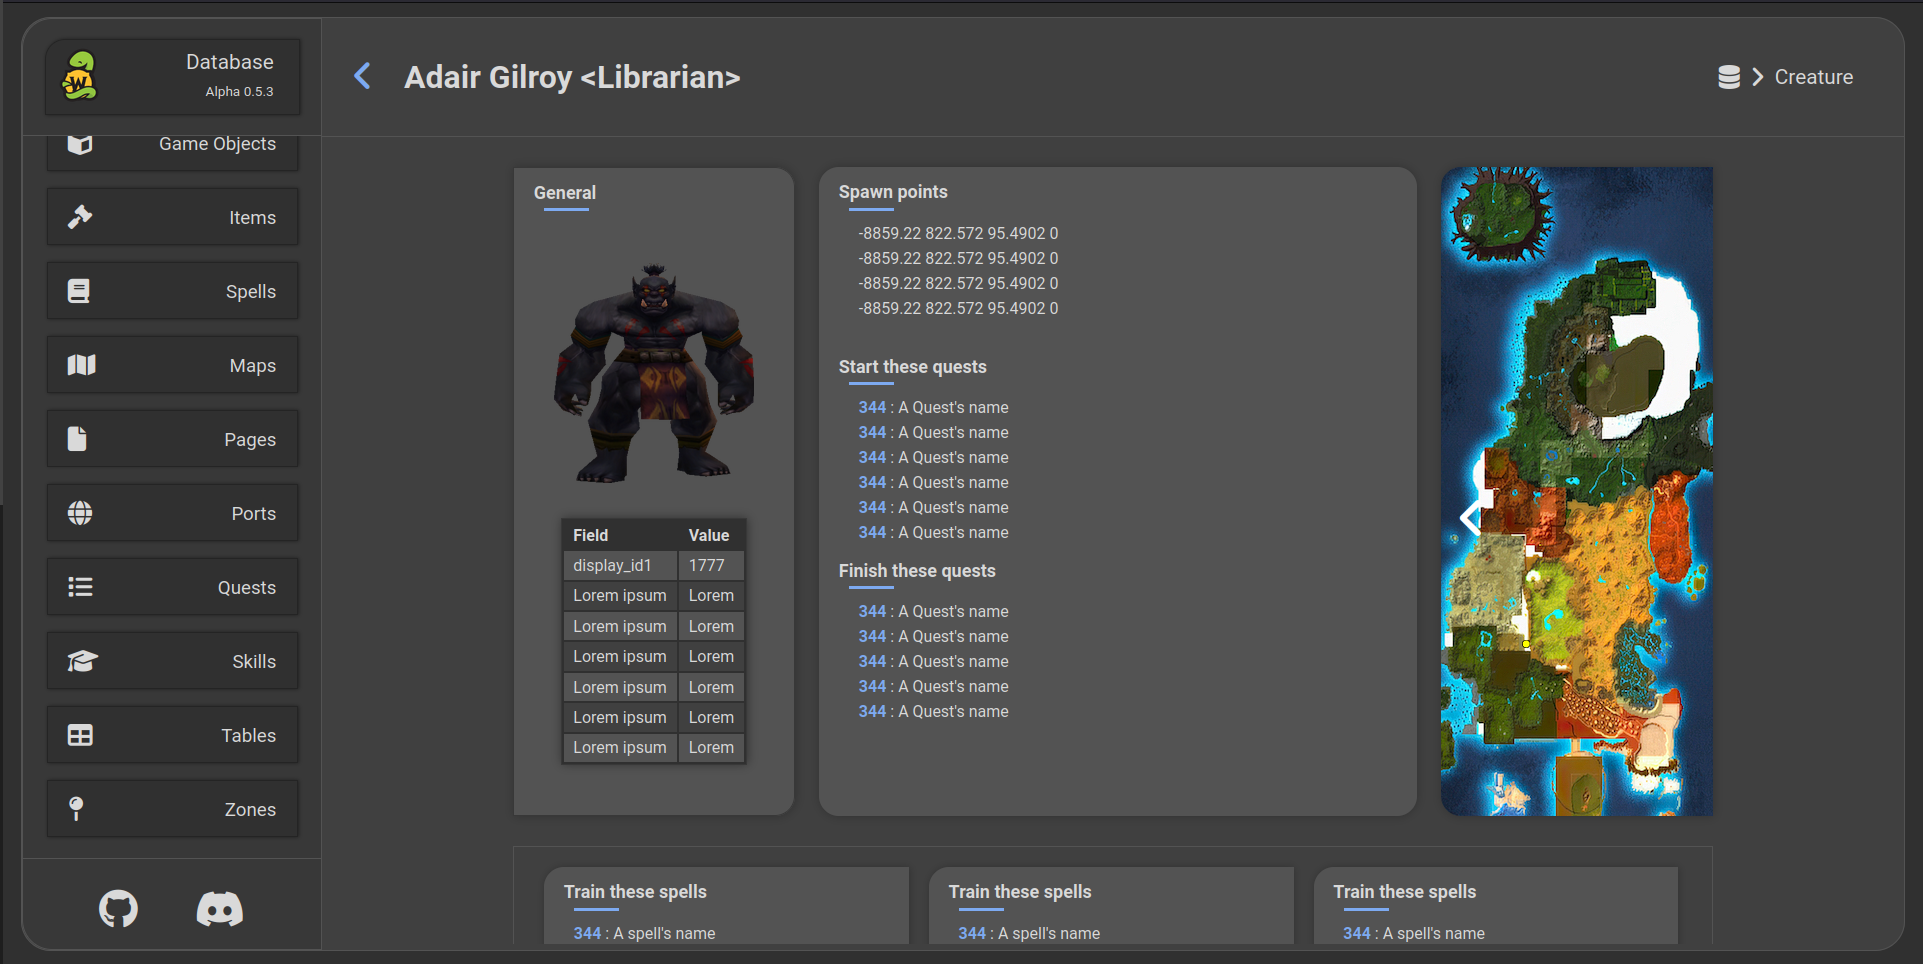 Database
Alpha 0.5.3
Game Objects
Items
Spells
Maps
Pages
Ports
Quests
Skills
Tables
Zones
Adair Gilroy <Librarian>
Creature
General
Field Value
display_id1 1777
Lorem ipsum Lorem
Lorem ipsum Lorem
Lorem ipsum Lorem
Lorem ipsum Lorem
Lorem ipsum Lorem
Lorem ipsum Lorem
Spawn points
-8859.22 822.572 95.4902 0
-8859.22 822.572 95.4902 0
-8859.22 822.572 95.4902 0
-8859.22 822.572 95.4902 0
Start these quests
344 : A Quest's name
344 : A Quest's name
344 : A Quest's name
344 : A Quest's name
344 : A Quest's name
344 : A Quest's name
Finish these quests
344 : A Quest's name
344 : A Quest's name
344 : A Quest's name
344 : A Quest's name
344 : A Quest's name
Train these spells
344 : A spell's name
Train these spells
344 : A spell's name
Train these spells
344 : A spell's name